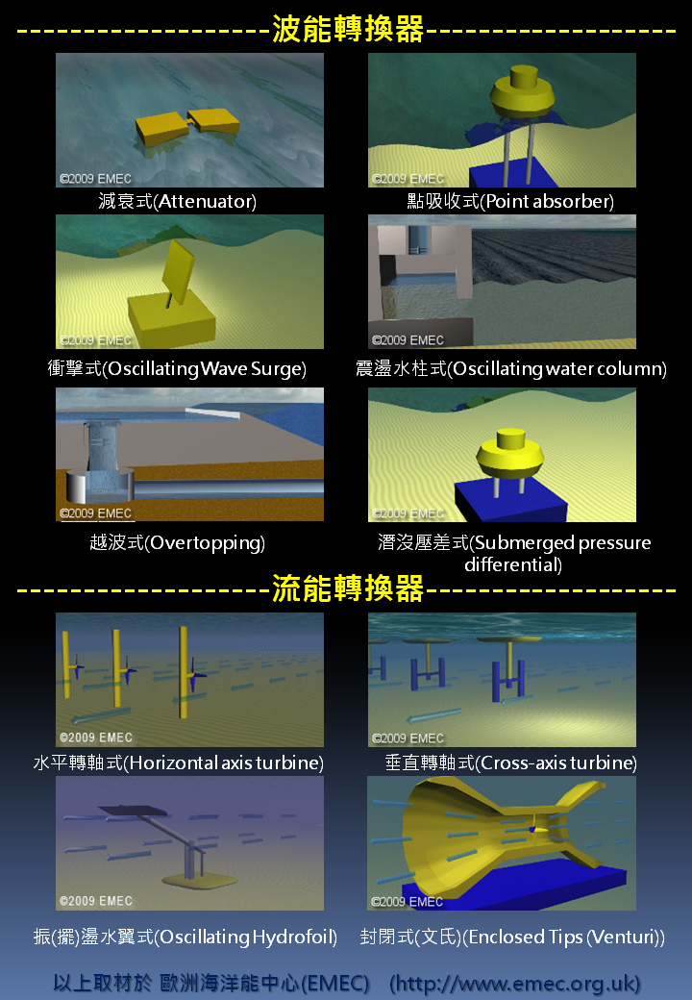 --------------------波能轉換器--------------------
©2009 EMEC
©2009 EMEC
減衰式(Attenuator)
點吸收式(Point absorber)
©2009 EMEC
©2009 EMEC
衝擊式(Oscillating Wave Surge)
震盪水柱式(Oscillating water column)
©2009 EMEC
©2009 EMEC
越波式(Overtopping)
潛沒壓差式(Submerged pressure
differential)
--------------------流能轉換器--------------------
©2009 EMEC
©2009 EMEC
水平轉軸式(Horizontal axis turbine)
垂直轉軸式(Cross-axis turbine)
©2009 EMEC
©2009 EMEC
振(擺)盪水翼式(Oscillating Hydrofoil)
封閉式(文氏)(Enclosed Tips (Venturi))
以上取材於 歐洲海洋能中心(EMEC) (http://www.emec.org.uk)